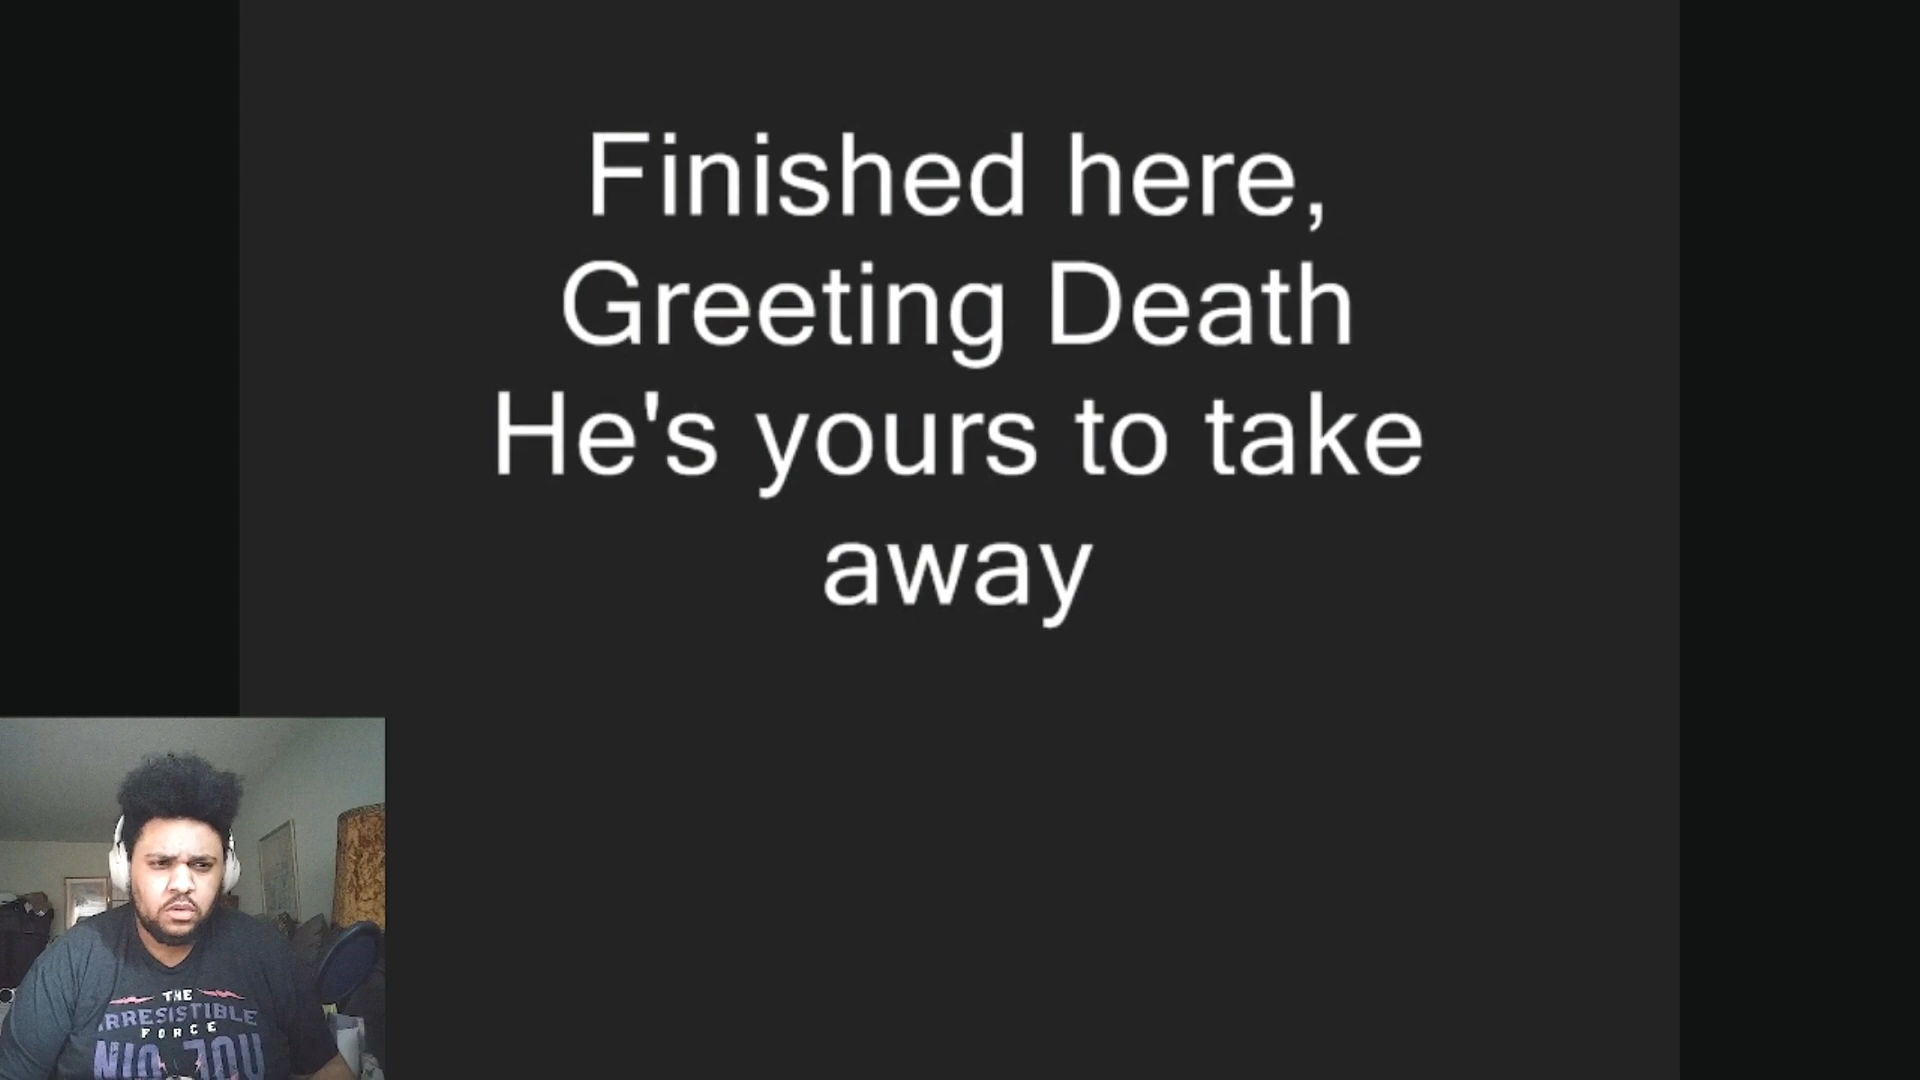 Finished here,
Greeting Death
He's yours to take
away
THE
IRRESISTIBLE
FORCE